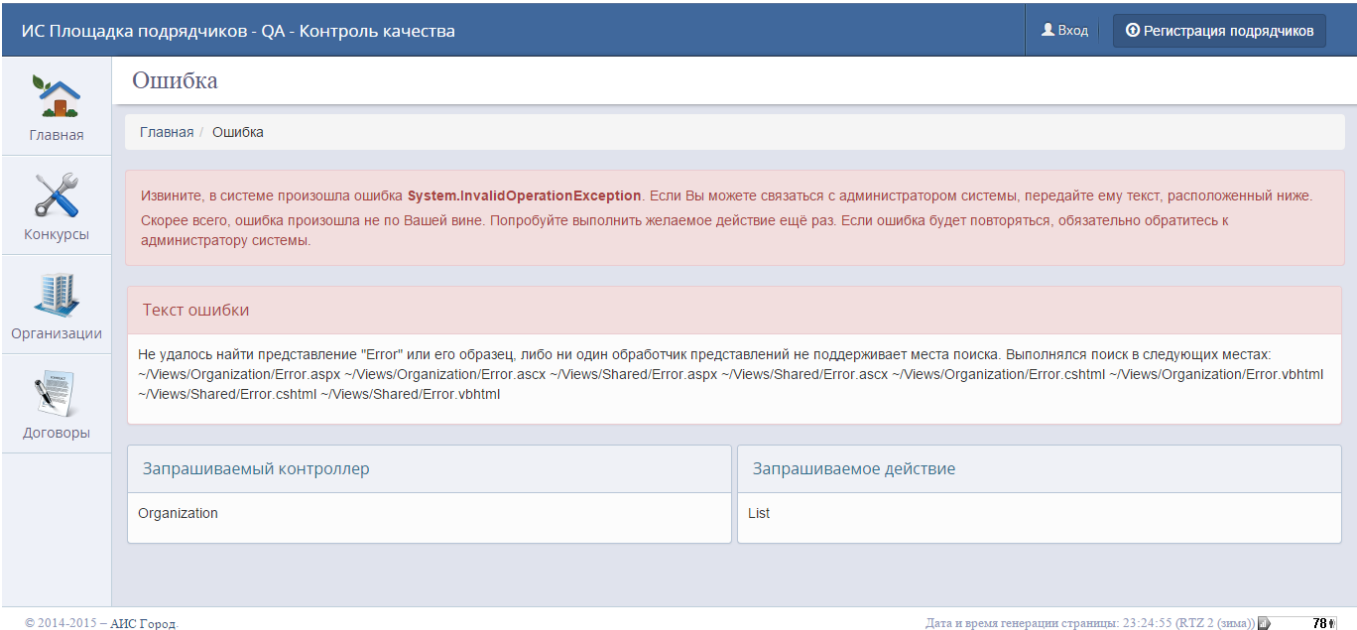 ИС Площадка подрядчиков - QA - Контроль качества
Вход
Регистрация подрядчиков
Главная
Конкурсы
Организации
Договоры
Ошибка
Главная / Ошибка
Извините, в системе произошла ошибка System.InvalidOperationException. Если Вы можете связаться с администратором системы, передайте ему текст, расположенный ниже.
Скорее всего, ошибка произошла не по Вашей вине. Попробуйте выполнить желаемое действие ещё раз. Если ошибка будет повторяться, обязательно обратитесь к
администратору системы.
Текст ошибки
Не удалось найти представление "Error" или его образец, либо ни один обработчик представлений не поддерживает места поиска. Выполнялся поиск в следующих местах:
~/Views/Organization/Error.aspx ~/Views/Organization/Error.ascx ~/Views/Shared/Error.aspx ~/Views/Shared/Error.ascx ~/Views/Organization/Error.cshtml ~/Views/Organization/Error.vbhtml
~/Views/Shared/Error.cshtml ~/Views/Shared/Error.vbhtml
Запрашиваемый контроллер
Organization
Запрашиваемое действие
List
© 2014-2015 – АИС Город.
Дата и время генерации страницы: 23:24:55 (RTZ 2 (зима))
78